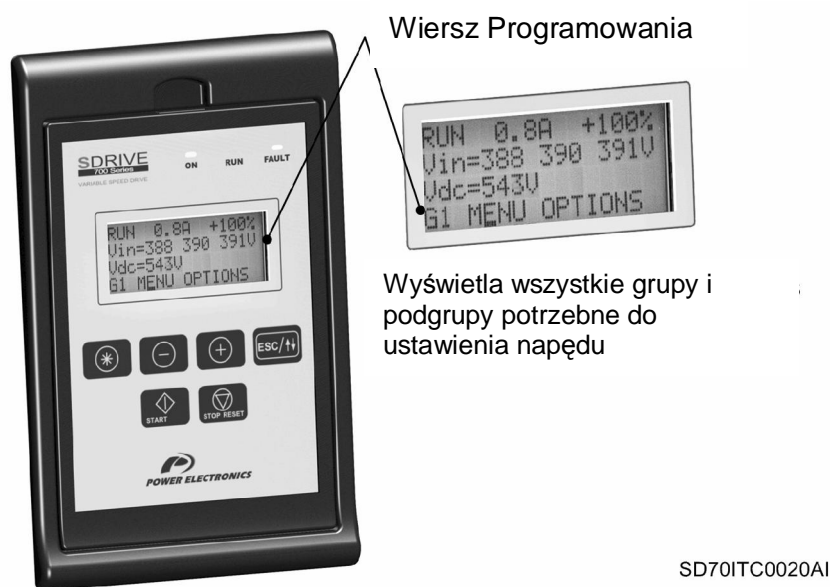 Wiersz Programowania
SDRIVE
700 Series
VARIABLE SPEED DRIVE
ON RUN FAULT
RUN 0.8A +100%
Vin=388 390 391V
Vdc=543V
G1 MENU OPTIONS
ESC/
START
STOP RESET
POWER ELECTRONICS
RUN 0.8A +100%
Vin=388 390 391V
Vdc=543V
G1 MENU OPTIONS
Wyświetla wszystkie grupy i
podgrupy potrzebne do
ustawienia napędu
SD70ITC0020AI